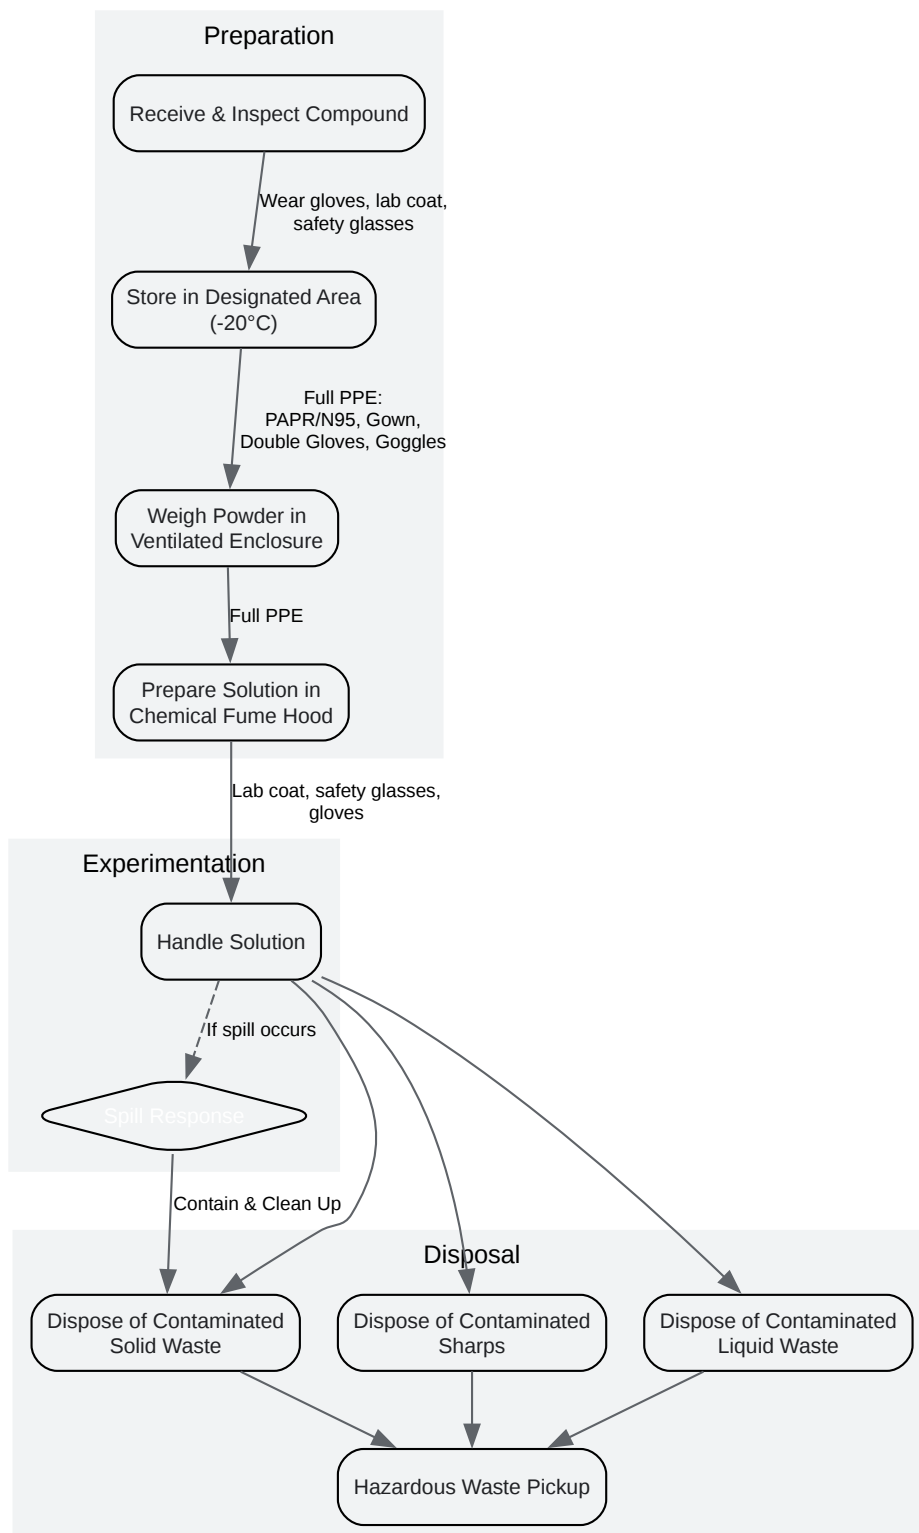 Preparation
Receive & Inspect Compound
Wear gloves, lab coat,
safety glasses
Store in Designated Area
(-20°C)
Full PPE:
PAPR/N95, Gown,
Double Gloves, Goggles
Weigh Powder in
Ventilated Enclosure
Full PPE
Prepare Solution in
Chemical Fume Hood
Lab coat, safety glasses,
gloves
Experimentation
Handle Solution
If spill occurs
Spill Response
Contain & Clean Up
Disposal
Dispose of Contaminated
Solid Waste
Dispose of Contaminated
Sharps
Dispose of Contaminated
Liquid Waste
Hazardous Waste Pickup